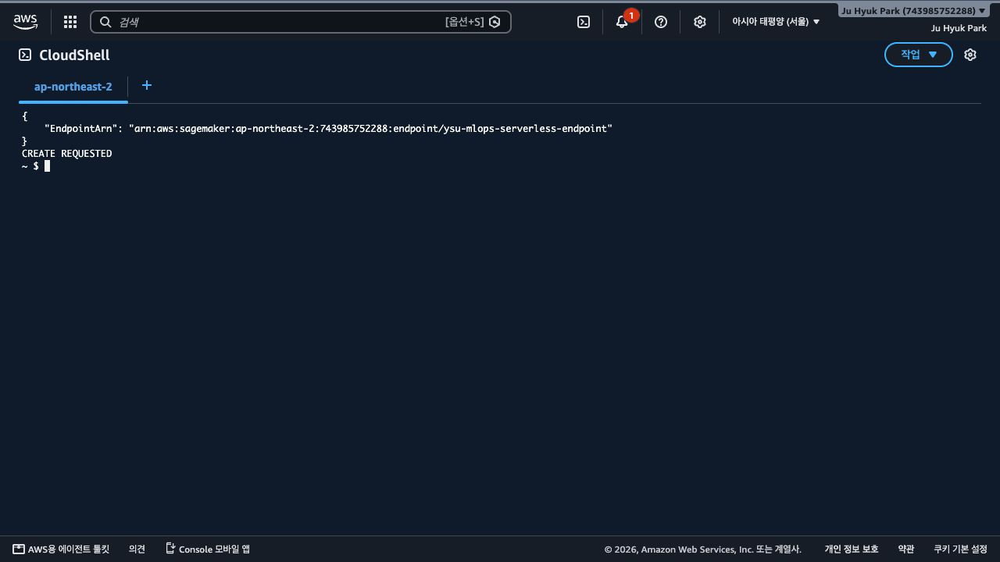 aws
검색
[옵션+S]
1
아시아 태평양 (서울)
Ju Hyuk Park (743985752288)
Ju Hyuk Park
CloudShell
작업
ap-northeast-2
+
{
    "EndpointArn": "arn:aws:sagemaker:ap-northeast-2:743985752288:endpoint/ysu-mlops-serverless-endpoint"
}
CREATE REQUESTED
~ $
AWS용 에이전트 툴킷
의견
Console 모바일 앱
© 2026, Amazon Web Services, Inc. 또는 계열사.
개인 정보 보호
약관
쿠키 기본 설정